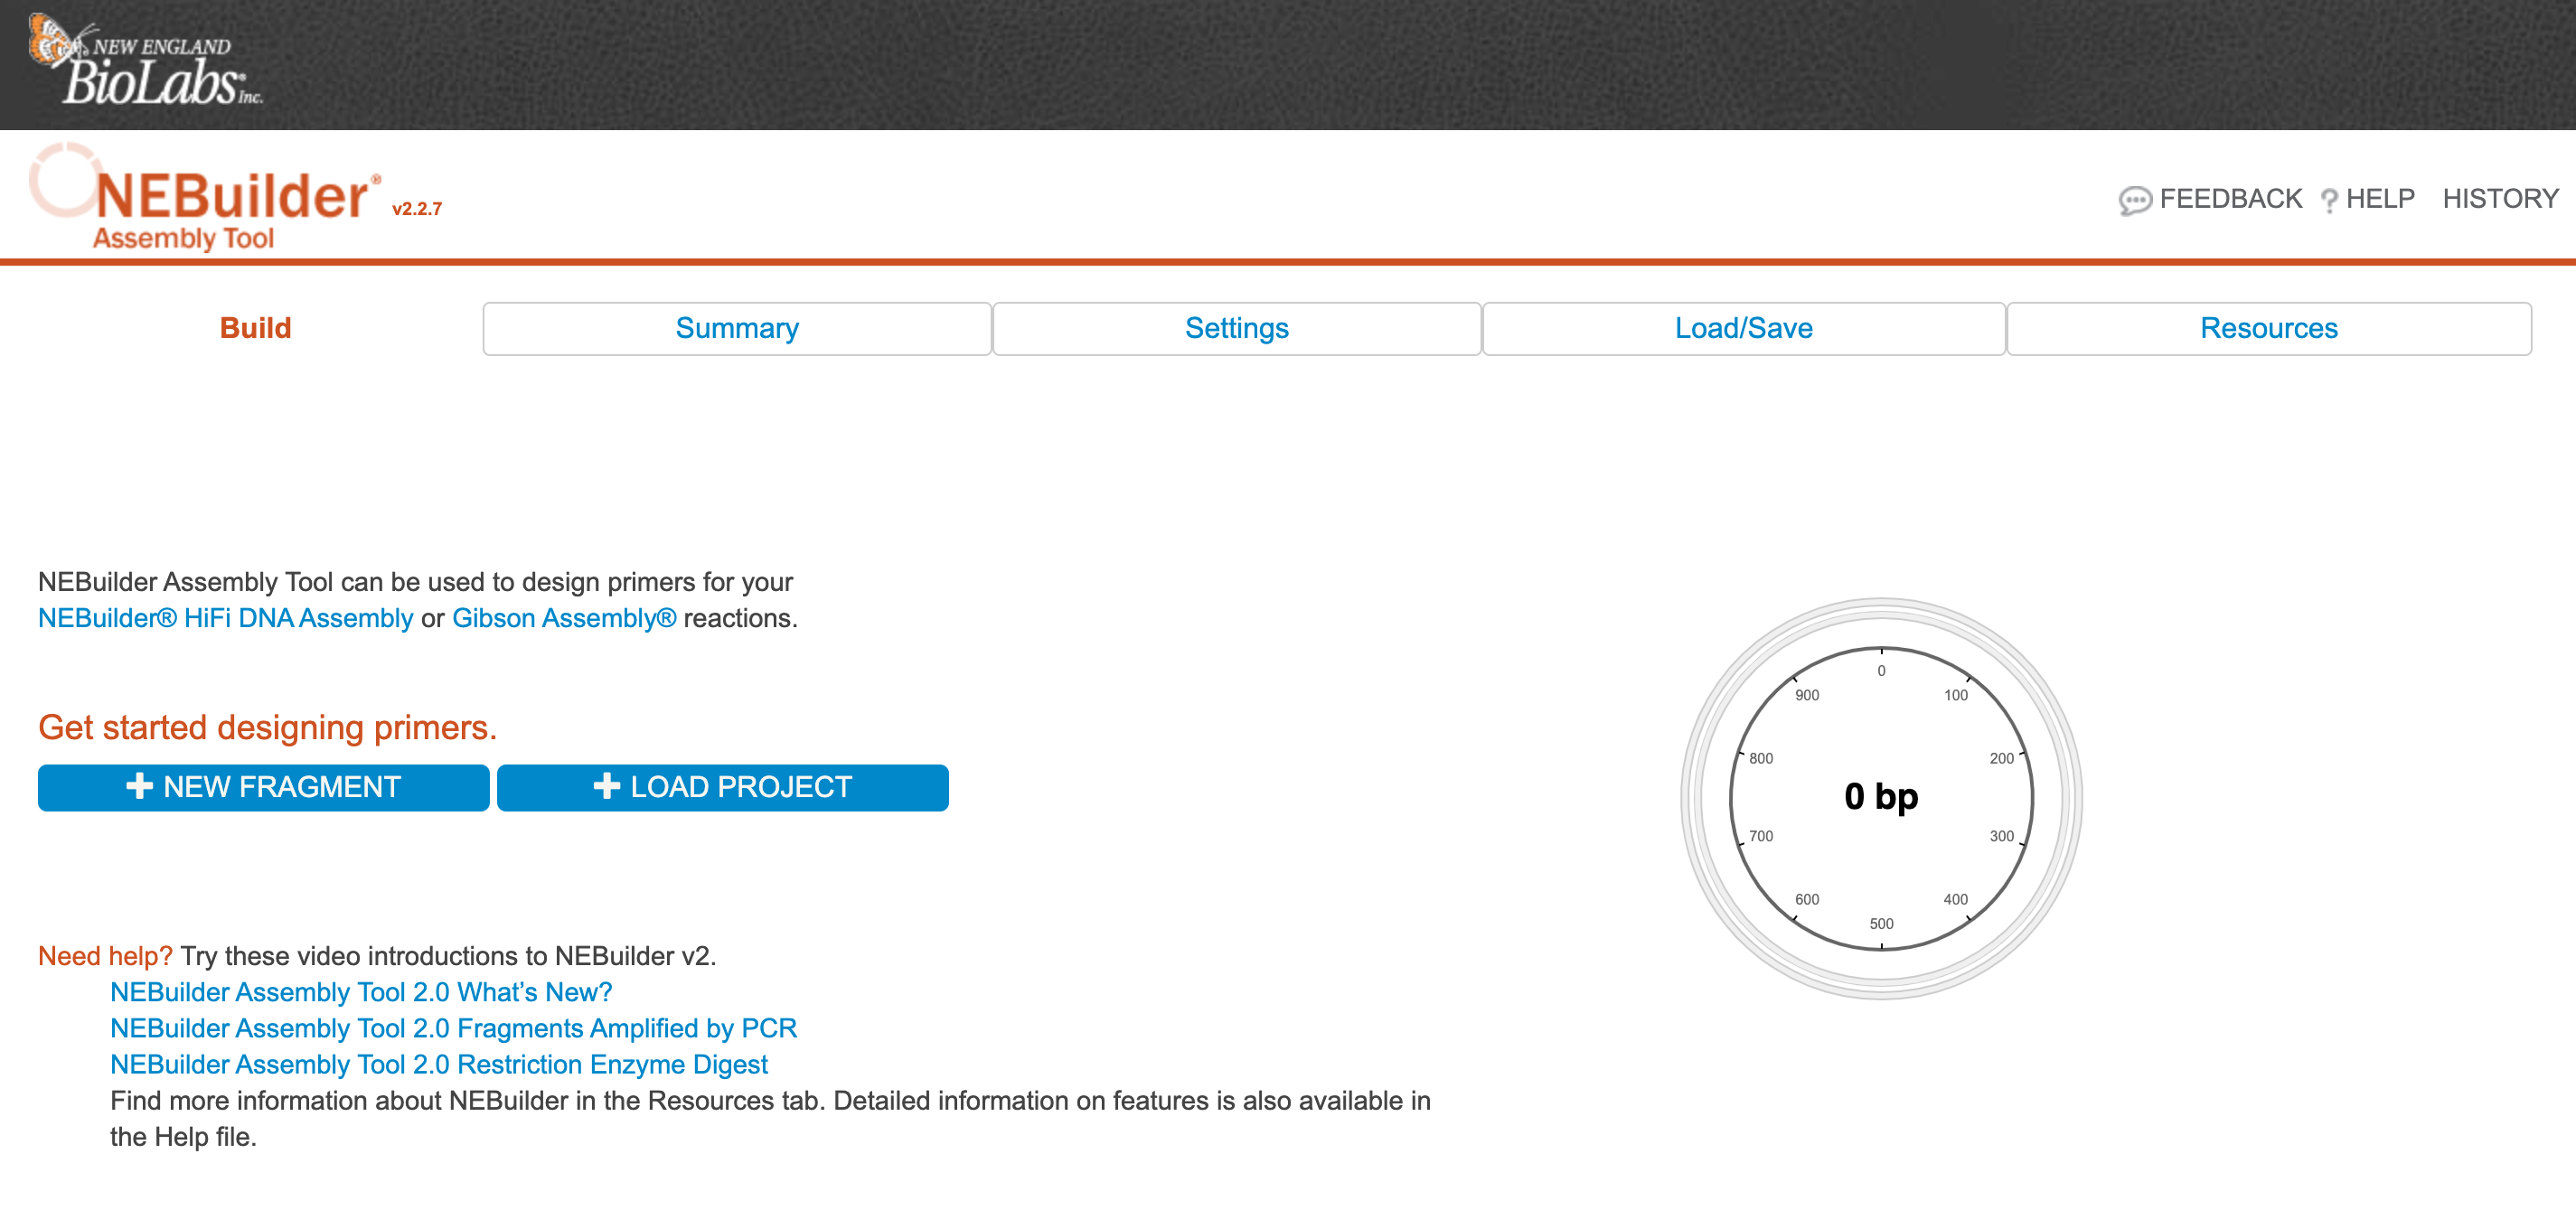 NEW ENGLAND
BioLabs® Inc.
NEBuilder® v2.2.7
Assembly Tool
FEEDBACK ? HELP HISTORY
Build Summary Settings Load/Save Resources
NEBuilder Assembly Tool can be used to design primers for your
NEBuilder® HiFi DNA Assembly or Gibson Assembly® reactions.
Get started designing primers.
+ NEW FRAGMENT + LOAD PROJECT
0
100
200
300
400
500
600
700
800
900
0 bp
Need help? Try these video introductions to NEBuilder v2.
NEBuilder Assembly Tool 2.0 What’s New?
NEBuilder Assembly Tool 2.0 Fragments Amplified by PCR
NEBuilder Assembly Tool 2.0 Restriction Enzyme Digest
Find more information about NEBuilder in the Resources tab. Detailed information on features is also available in
the Help file.